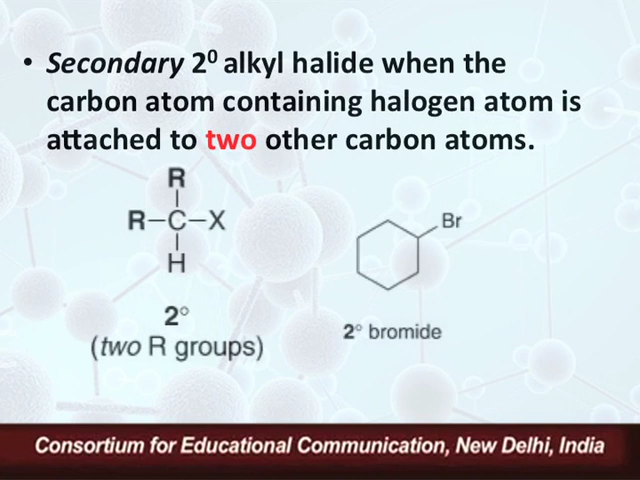 • Secondary 2⁰ alkyl halide when the
carbon atom containing halogen atom is
attached to two other carbon atoms.
R
R–C–X
H
2°
(two R groups)
Br
2° bromide
Consortium for Educational Communication, New Delhi, India